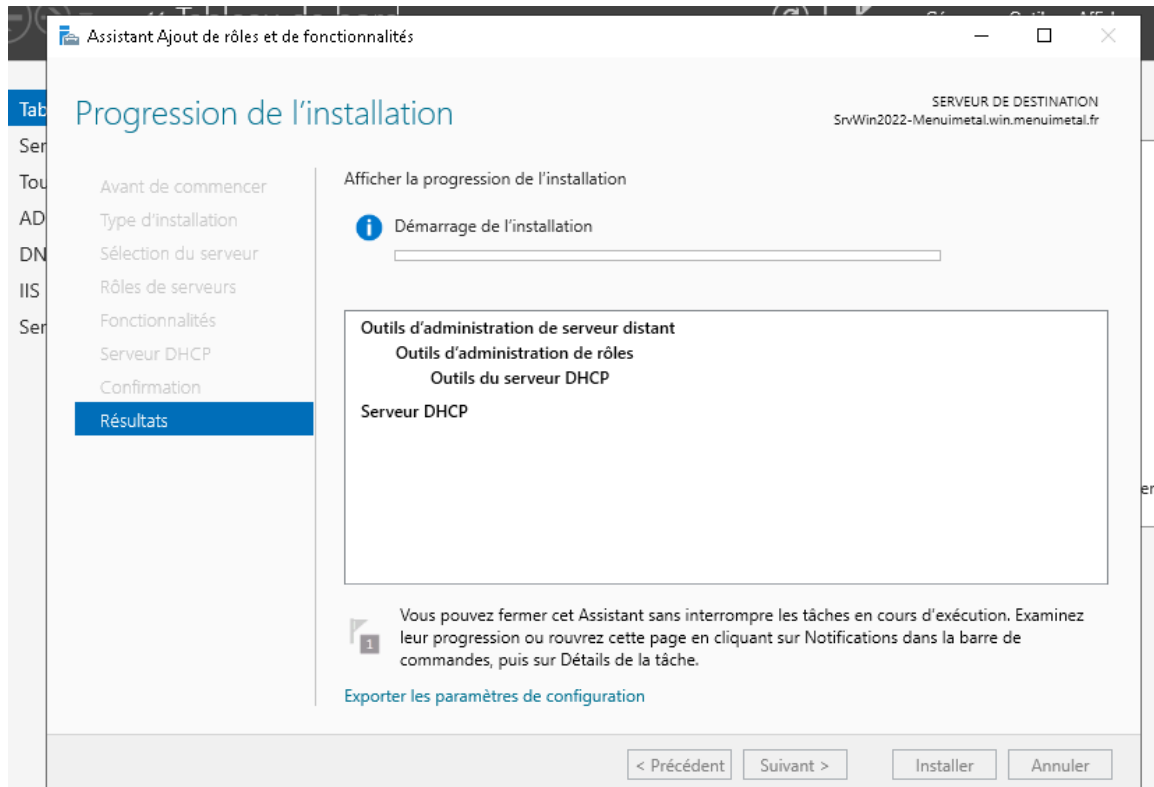 Tableau de bord
Assistant Ajout de rôles et de fonctionnalités
Progression de l'installation
SERVEUR DE DESTINATION
SrvWin2022-Menuimetal.win.menuimetal.fr
Tab
Ser
Tou
AD
DN
IIS
Ser
Avant de commencer
Type d'installation
Sélection du serveur
Rôles de serveurs
Fonctionnalités
Serveur DHCP
Confirmation
Résultats
Afficher la progression de l'installation
Démarrage de l'installation
Outils d'administration de serveur distant
Outils d'administration de rôles
Outils du serveur DHCP
Serveur DHCP
er
1
Vous pouvez fermer cet Assistant sans interrompre les tâches en cours d'exécution. Examinez
leur progression ou rouvrez cette page en cliquant sur Notifications dans la barre de
commandes, puis sur Détails de la tâche.
Exporter les paramètres de configuration
< Précédent
Suivant >
Installer
Annuler